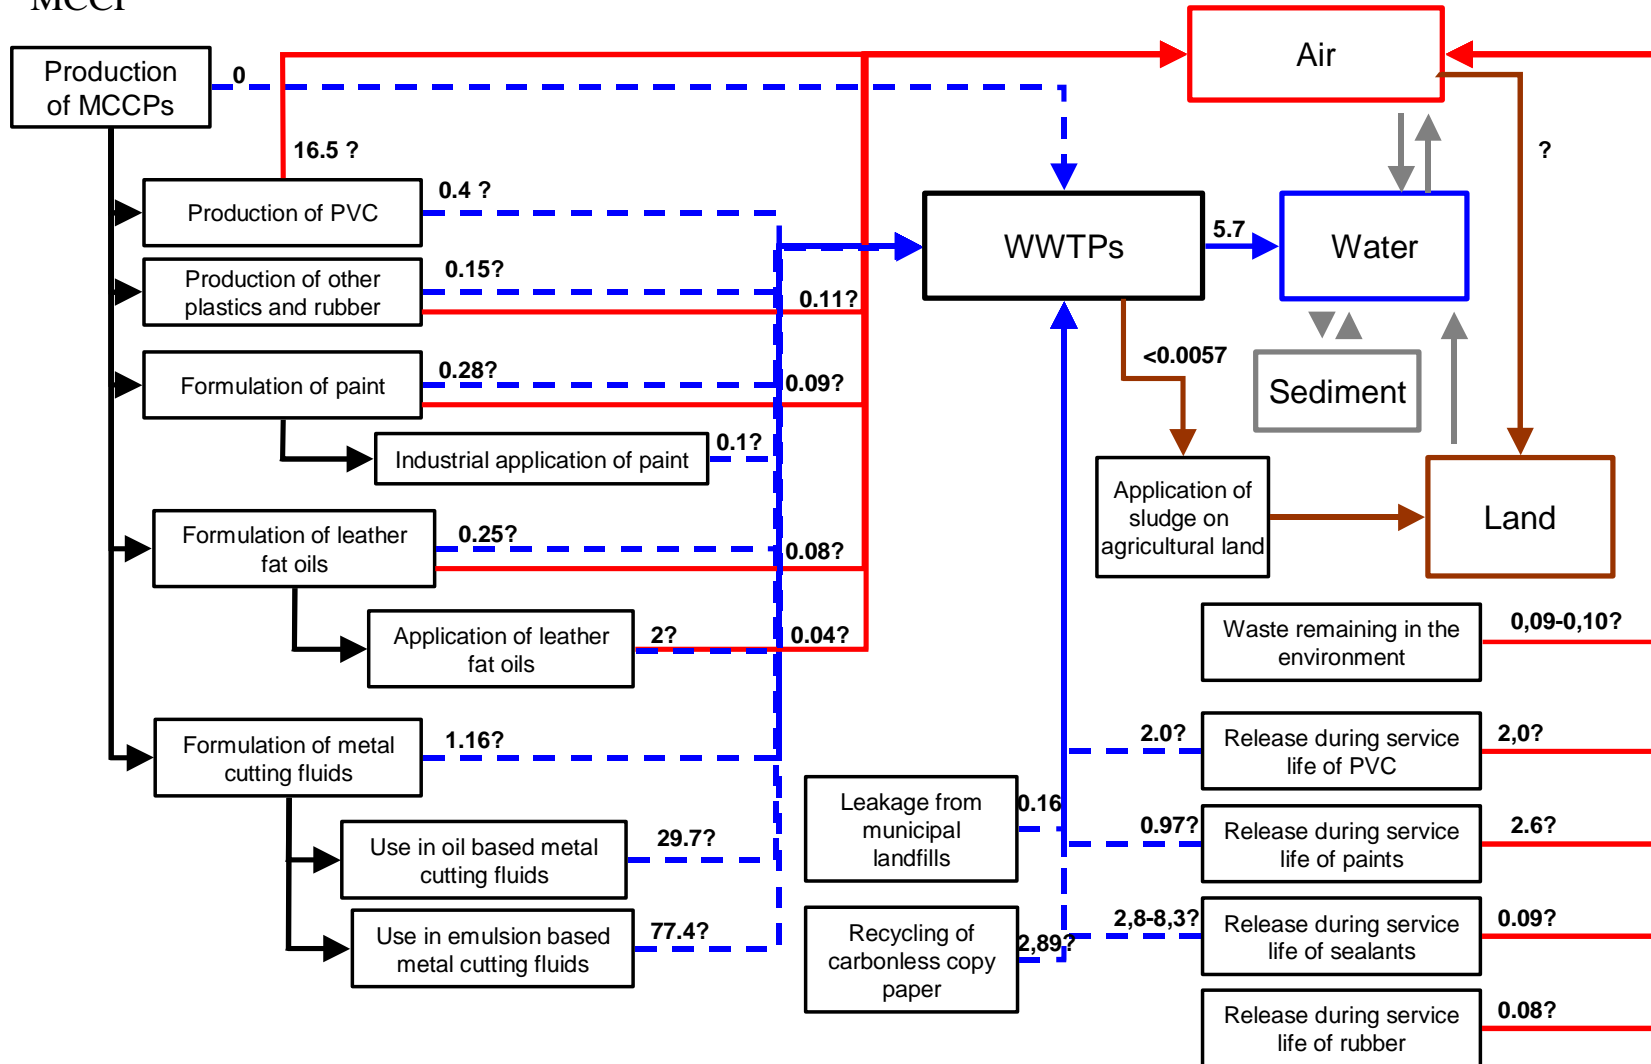 MCCP
Production
of MCCPs
0
Air
16.5 ?
?
Production of PVC
0.4 ?
WWTPs
5.7
Water
Production of other
plastics and rubber
0.15?
0.11?
<0.0057
Sediment
Formulation of paint
0.28?
0.09?
Industrial application of paint
0.1?
Application of
sludge on
agricultural land
Land
Formulation of leather
fat oils
0.25?
0.08?
Application of leather
fat oils
2?
0.04?
Waste remaining in the
environment
0,09-0,10?
Formulation of metal
cutting fluids
1.16?
2.0?
Release during service
life of PVC
2,0?
Leakage from
municipal
landfills
0.16
0.97?
Release during service
life of paints
2.6?
Use in oil based metal
cutting fluids
29.7?
Use in emulsion based
metal cutting fluids
77.4?
Recycling of
carbonless copy
paper
2,89?
2,8-8,3?
Release during service
life of sealants
0.09?
Release during service
life of rubber
0.08?